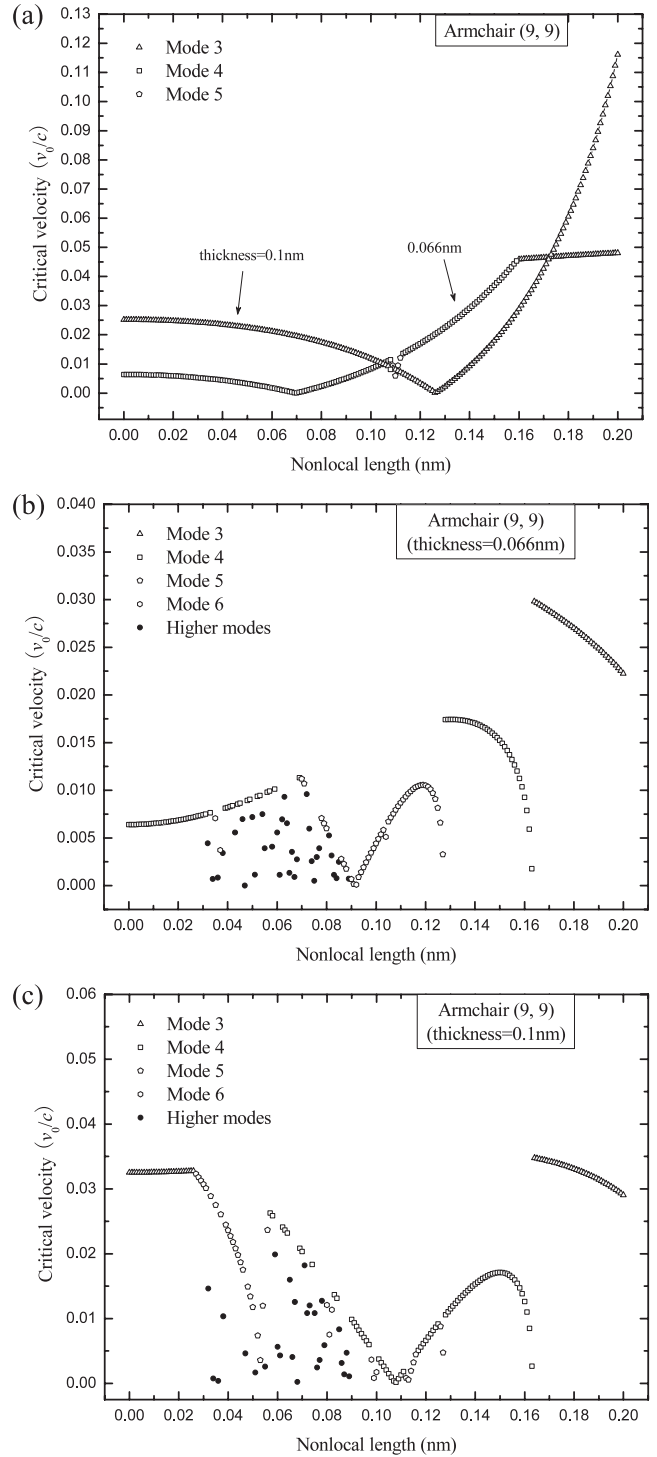 (a)
Armchair (9, 9)
Mode 3
Mode 4
Mode 5
thickness=0.1nm
0.066nm
Critical velocity (v0/c)
0.13
0.12
0.11
0.10
0.09
0.08
0.07
0.06
0.05
0.04
0.03
0.02
0.01
0.00
0.00 0.02 0.04 0.06 0.08 0.10 0.12 0.14 0.16 0.18 0.20
Nonlocal length (nm)
(b)
Armchair (9, 9)
(thickness=0.066nm)
Mode 3
Mode 4
Mode 5
Mode 6
Higher modes
Critical velocity (v0/c)
0.040
0.035
0.030
0.025
0.020
0.015
0.010
0.005
0.000
0.00 0.02 0.04 0.06 0.08 0.10 0.12 0.14 0.16 0.18 0.20
Nonlocal length (nm)
(c)
Armchair (9, 9)
(thickness=0.1nm)
Mode 3
Mode 4
Mode 5
Mode 6
Higher modes
Critical velocity (v0/c)
0.06
0.05
0.04
0.03
0.02
0.01
0.00
0.00 0.02 0.04 0.06 0.08 0.10 0.12 0.14 0.16 0.18 0.20
Nonlocal length (nm)